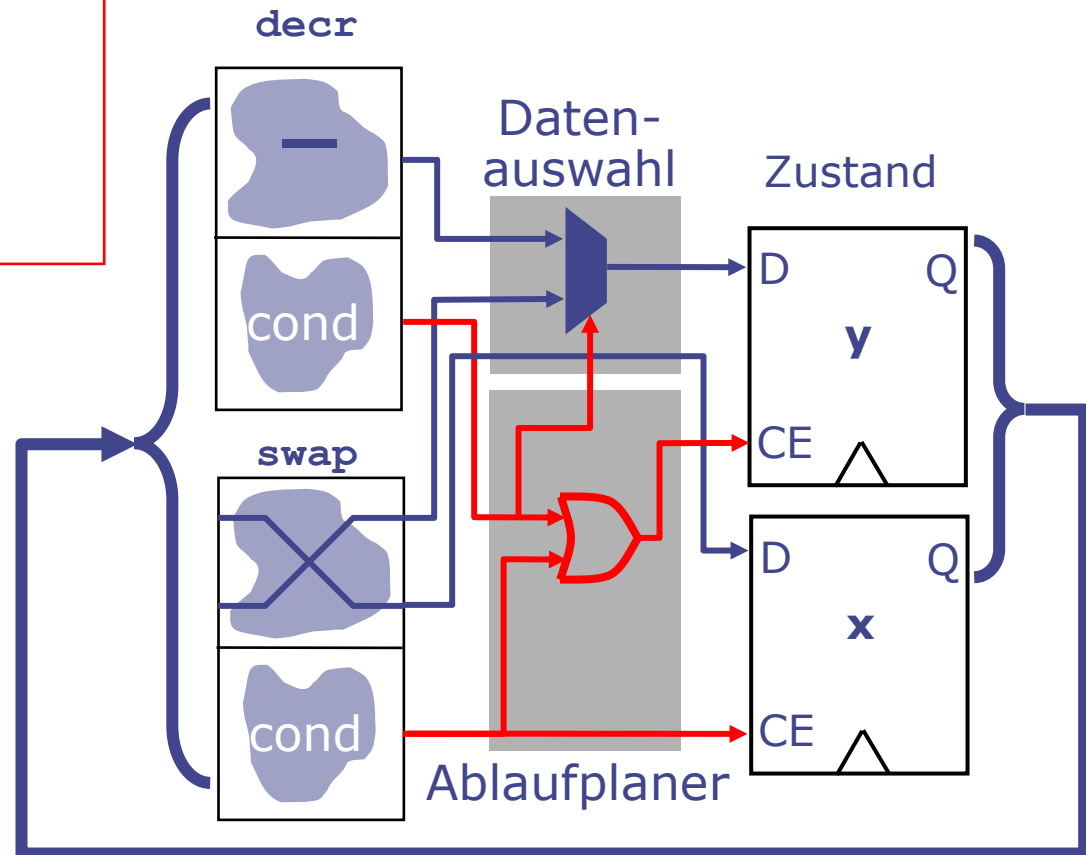 decr
Daten-
auswahl
Zustand
cond
D
Q
y
CE
swap
cond
D
Q
x
CE
Ablaufplaner